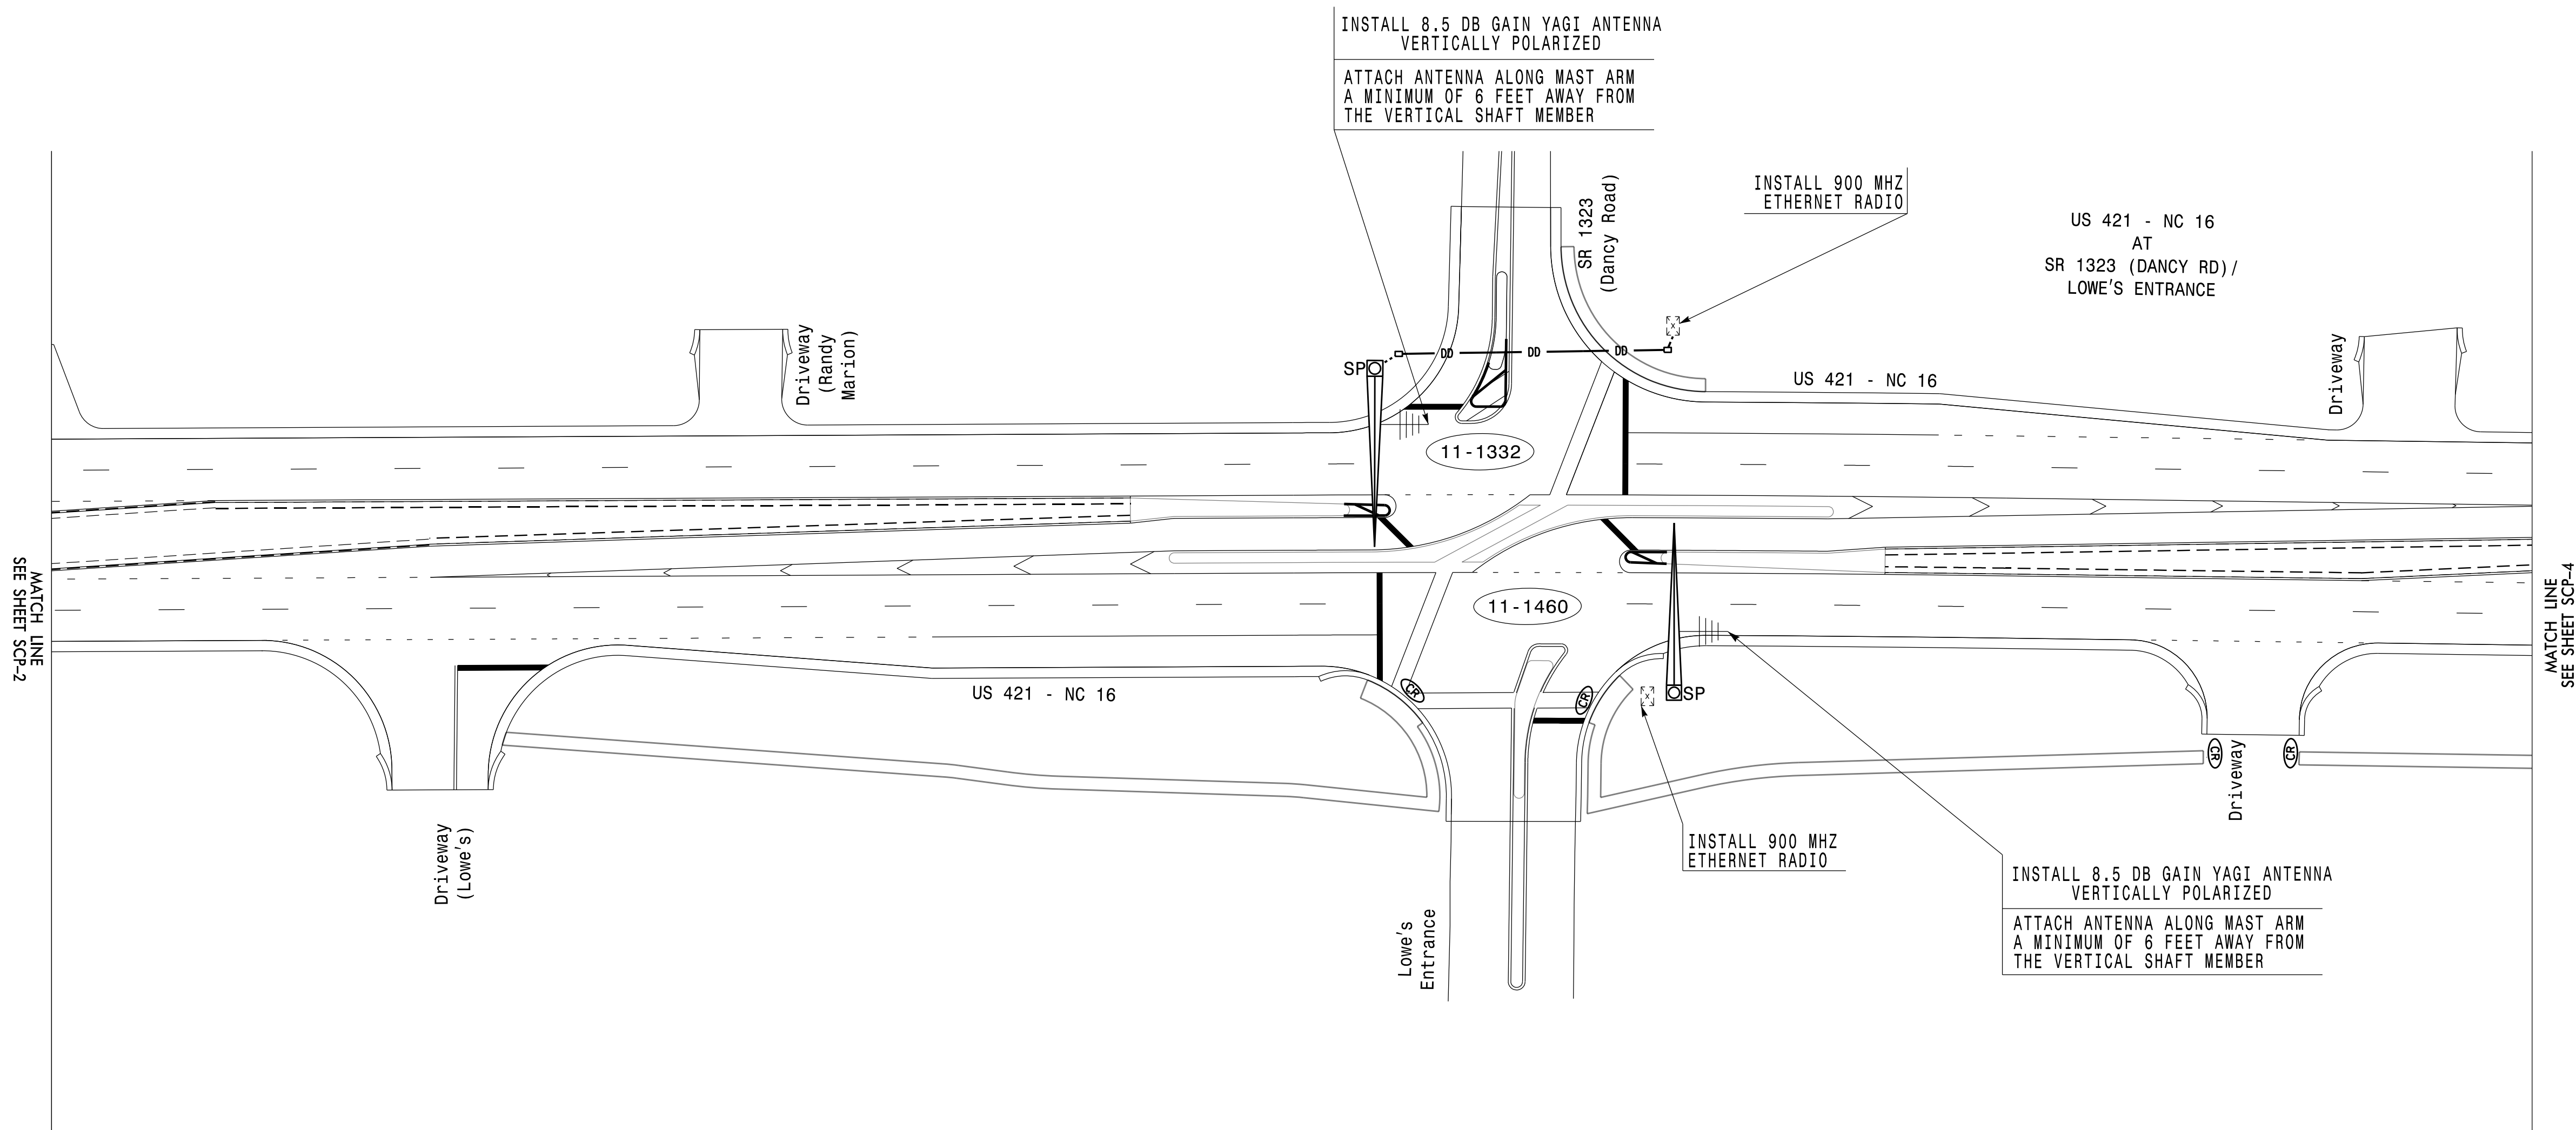 INSTALL 8.5 DB GAIN YAGI ANTENNA
VERTICALLY POLARIZED
ATTACH ANTENNA ALONG MAST ARM
A MINIMUM OF 6 FEET AWAY FROM
THE VERTICAL SHAFT MEMBER
INSTALL 900 MHZ
ETHERNET RADIO
SR 1323
(Dancy Road)
US 421 - NC 16
AT
SR 1323 (DANCY RD)/
LOWE'S ENTRANCE
Driveway
(Randy
Marion)
SP
DD
DD
DD
X
US 421 - NC 16
Driveway
11-1332
MATCH LINE
SEE SHEET SCP-2
11-1460
MATCH LINE
SEE SHEET SCP-4
US 421 - NC 16
CR
CR
X
SP
CR
CR
Driveway
Driveway
(Lowe's)
INSTALL 900 MHZ
ETHERNET RADIO
Lowe's
Entrance
INSTALL 8.5 DB GAIN YAGI ANTENNA
VERTICALLY POLARIZED
ATTACH ANTENNA ALONG MAST ARM
A MINIMUM OF 6 FEET AWAY FROM
THE VERTICAL SHAFT MEMBER